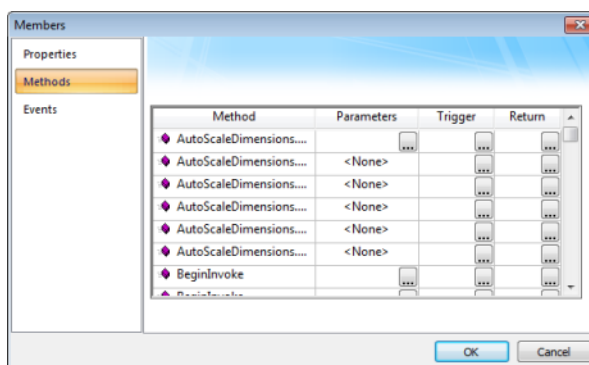 Members
Properties
Methods
Events
Method Parameters Trigger Return
AutoScaleDimensions.... ... ... ...
AutoScaleDimensions.... <None> ... ...
AutoScaleDimensions.... <None> ... ...
AutoScaleDimensions.... <None> ... ...
AutoScaleDimensions.... <None> ... ...
AutoScaleDimensions.... <None> ... ...
BeginInvoke ... ... ...
OK Cancel